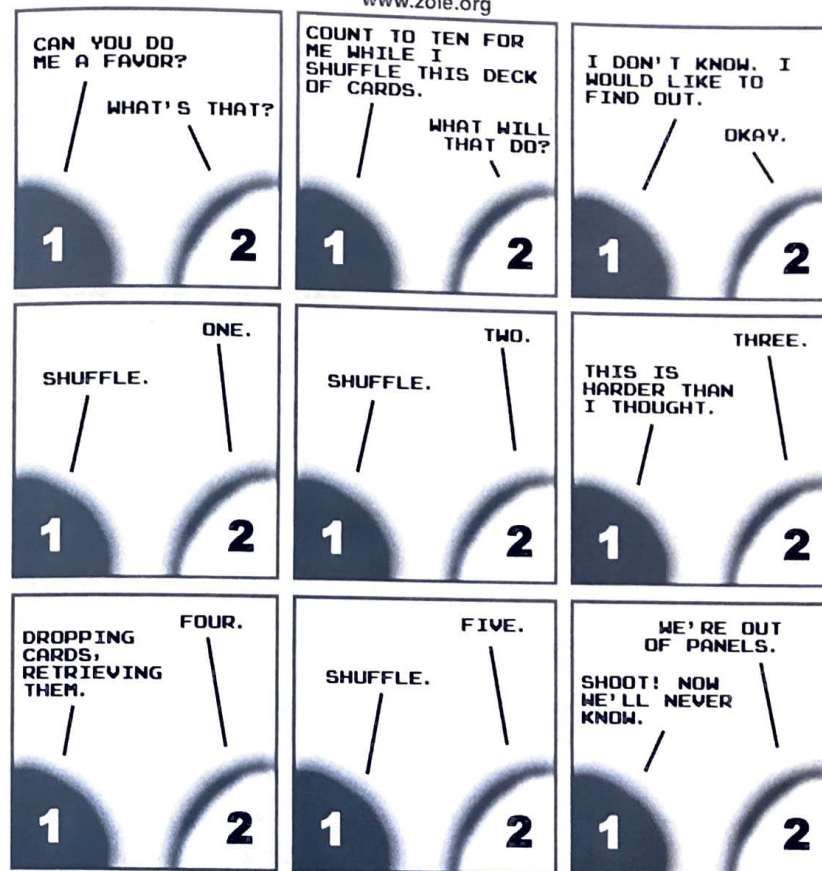 www.zole.org
CAN YOU DO
ME A FAVOR?
WHAT'S THAT?
1
2
COUNT TO TEN FOR
ME WHILE I
SHUFFLE THIS DECK
OF CARDS.
WHAT WILL
THAT DO?
1
2
I DON'T KNOW. I
WOULD LIKE TO
FIND OUT.
OKAY.
1
2
ONE.
SHUFFLE.
1
2
TWO.
SHUFFLE.
1
2
THREE.
THIS IS
HARDER THAN
I THOUGHT.
1
2
FOUR.
DROPPING
CARDS,
RETRIEVING
THEM.
1
2
FIVE.
SHUFFLE.
1
2
WE'RE OUT
OF PANELS.
SHOOT! NOW
WE'LL NEVER
KNOW.
1
2